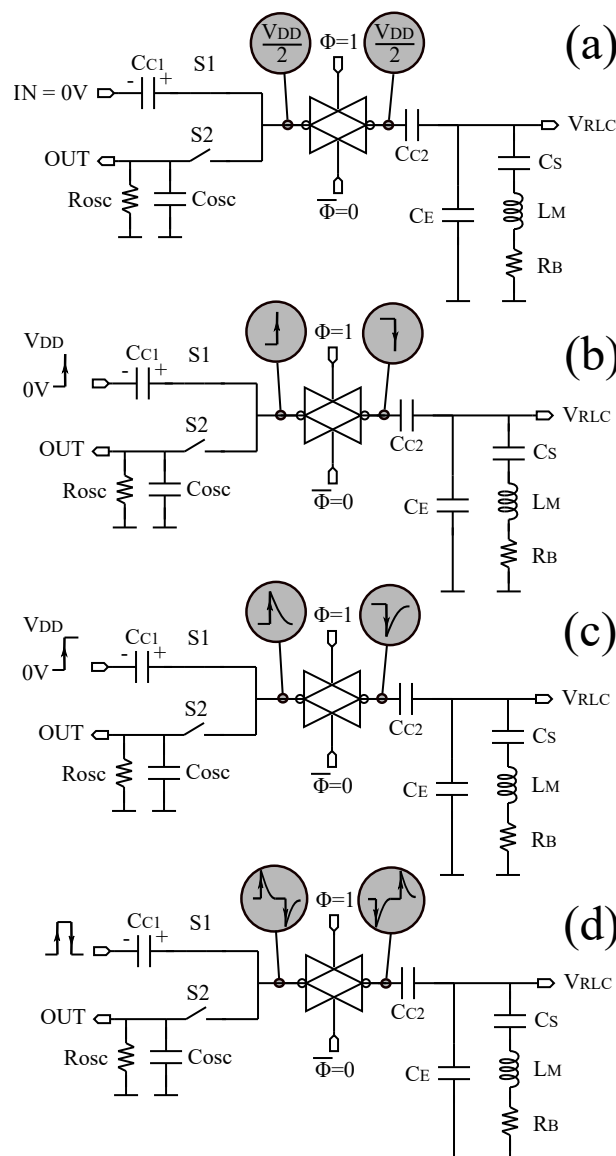 (a)
VDD
2
Φ=1
VDD
2
CC1
S1
- +
IN = 0V
OUT
S2
CC2
VRLC
CS
ROSC
COSC
Φ=0
CE
LM
RB
(b)
VDD
Φ=1
CC1
S1
- +
0V
OUT
S2
CC2
VRLC
CS
ROSC
COSC
Φ=0
CE
LM
RB
(c)
VDD
Φ=1
CC1
S1
- +
0V
OUT
S2
CC2
VRLC
CS
ROSC
COSC
Φ=0
CE
LM
RB
(d)
Φ=1
CC1
S1
- +
OUT
S2
CC2
VRLC
CS
ROSC
COSC
Φ=0
CE
LM
RB